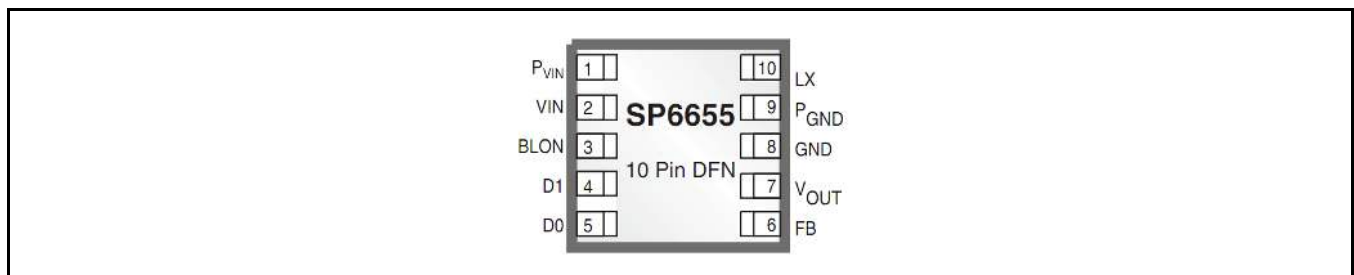 PVIN 1 10 LX
VIN 2 SP6655 9 PGND
BLON 3 8 GND
D1 4 10 Pin DFN 7 VOUT
D0 5 6 FB